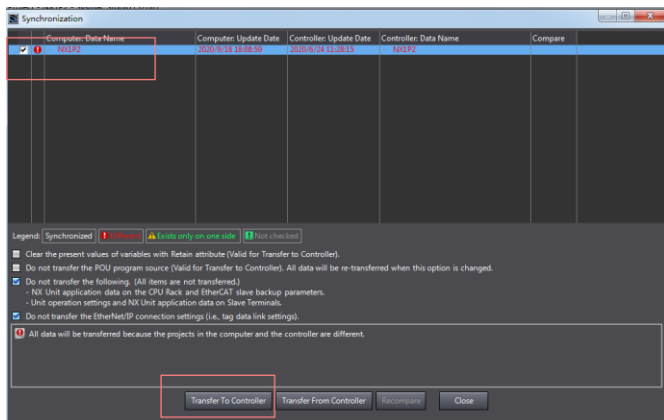 Synchronization
Computer: Data Name Computer: Update Date Controller: Update Date Controller: Data Name Compare
NX1P2 2020/9/18 18:08:59 2020/6/24 11:28:15 NX1P2
Legend: Synchronized Different Exists only on one side Not checked
Clear the present values of variables with Retain attribute (Valid for Transfer to Controller).
Do not transfer the POU program source (Valid for Transfer to Controller). All data will be re-transferred when this option is changed.
Do not transfer the following. (All items are not transferred.)
- NX Unit application data on the CPU Rack and EtherCAT slave backup parameters.
- Unit operation settings and NX Unit application data on Slave Terminals.
Do not transfer the EtherNet/IP connection settings (i.e., tag data link settings).
All data will be transferred because the projects in the computer and the controller are different.
Transfer To Controller Transfer From Controller Recompare Close